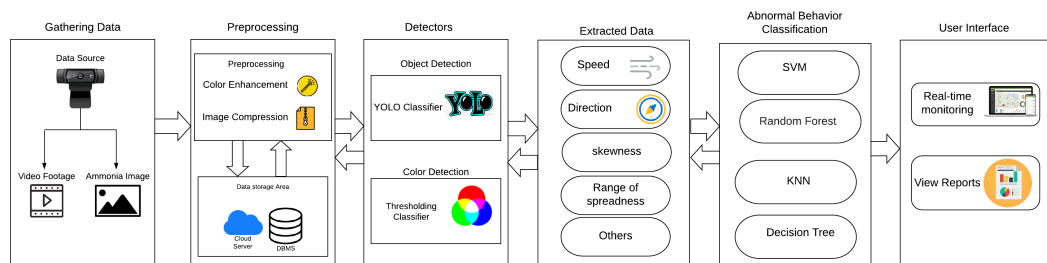 Gathering Data
Data Source
Video Footage
Ammonia Image
Preprocessing
Preprocessing
Color Enhancement
Image Compression
Data storage Area
Cloud
Server
DBMS
Detectors
Object Detection
YOLO Classifier
YOLO
Color Detection
Thresholding
Classifier
Extracted Data
Speed
Direction
skewness
Range of
spreadness
Others
Abnormal Behavior
Classification
SVM
Random Forest
KNN
Decision Tree
User Interface
Real-time
monitoring
View Reports